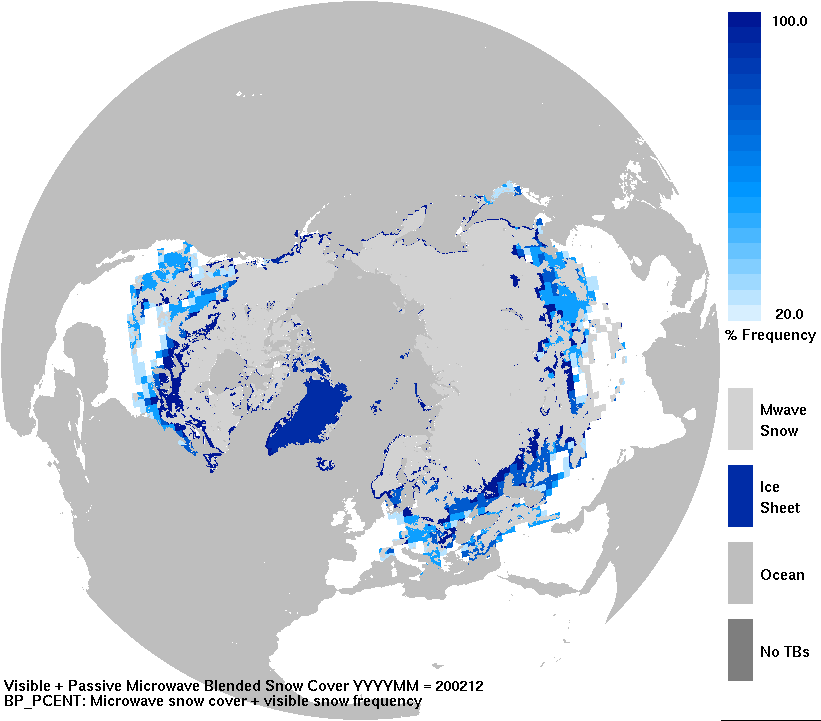 100.0
20.0
% Frequency
Mwave
Snow
Ice
Sheet
Ocean
No TBs
Visible + Passive Microwave Blended Snow Cover YYYYMM = 200212
BP_PCENT: Microwave snow cover + visible snow frequency